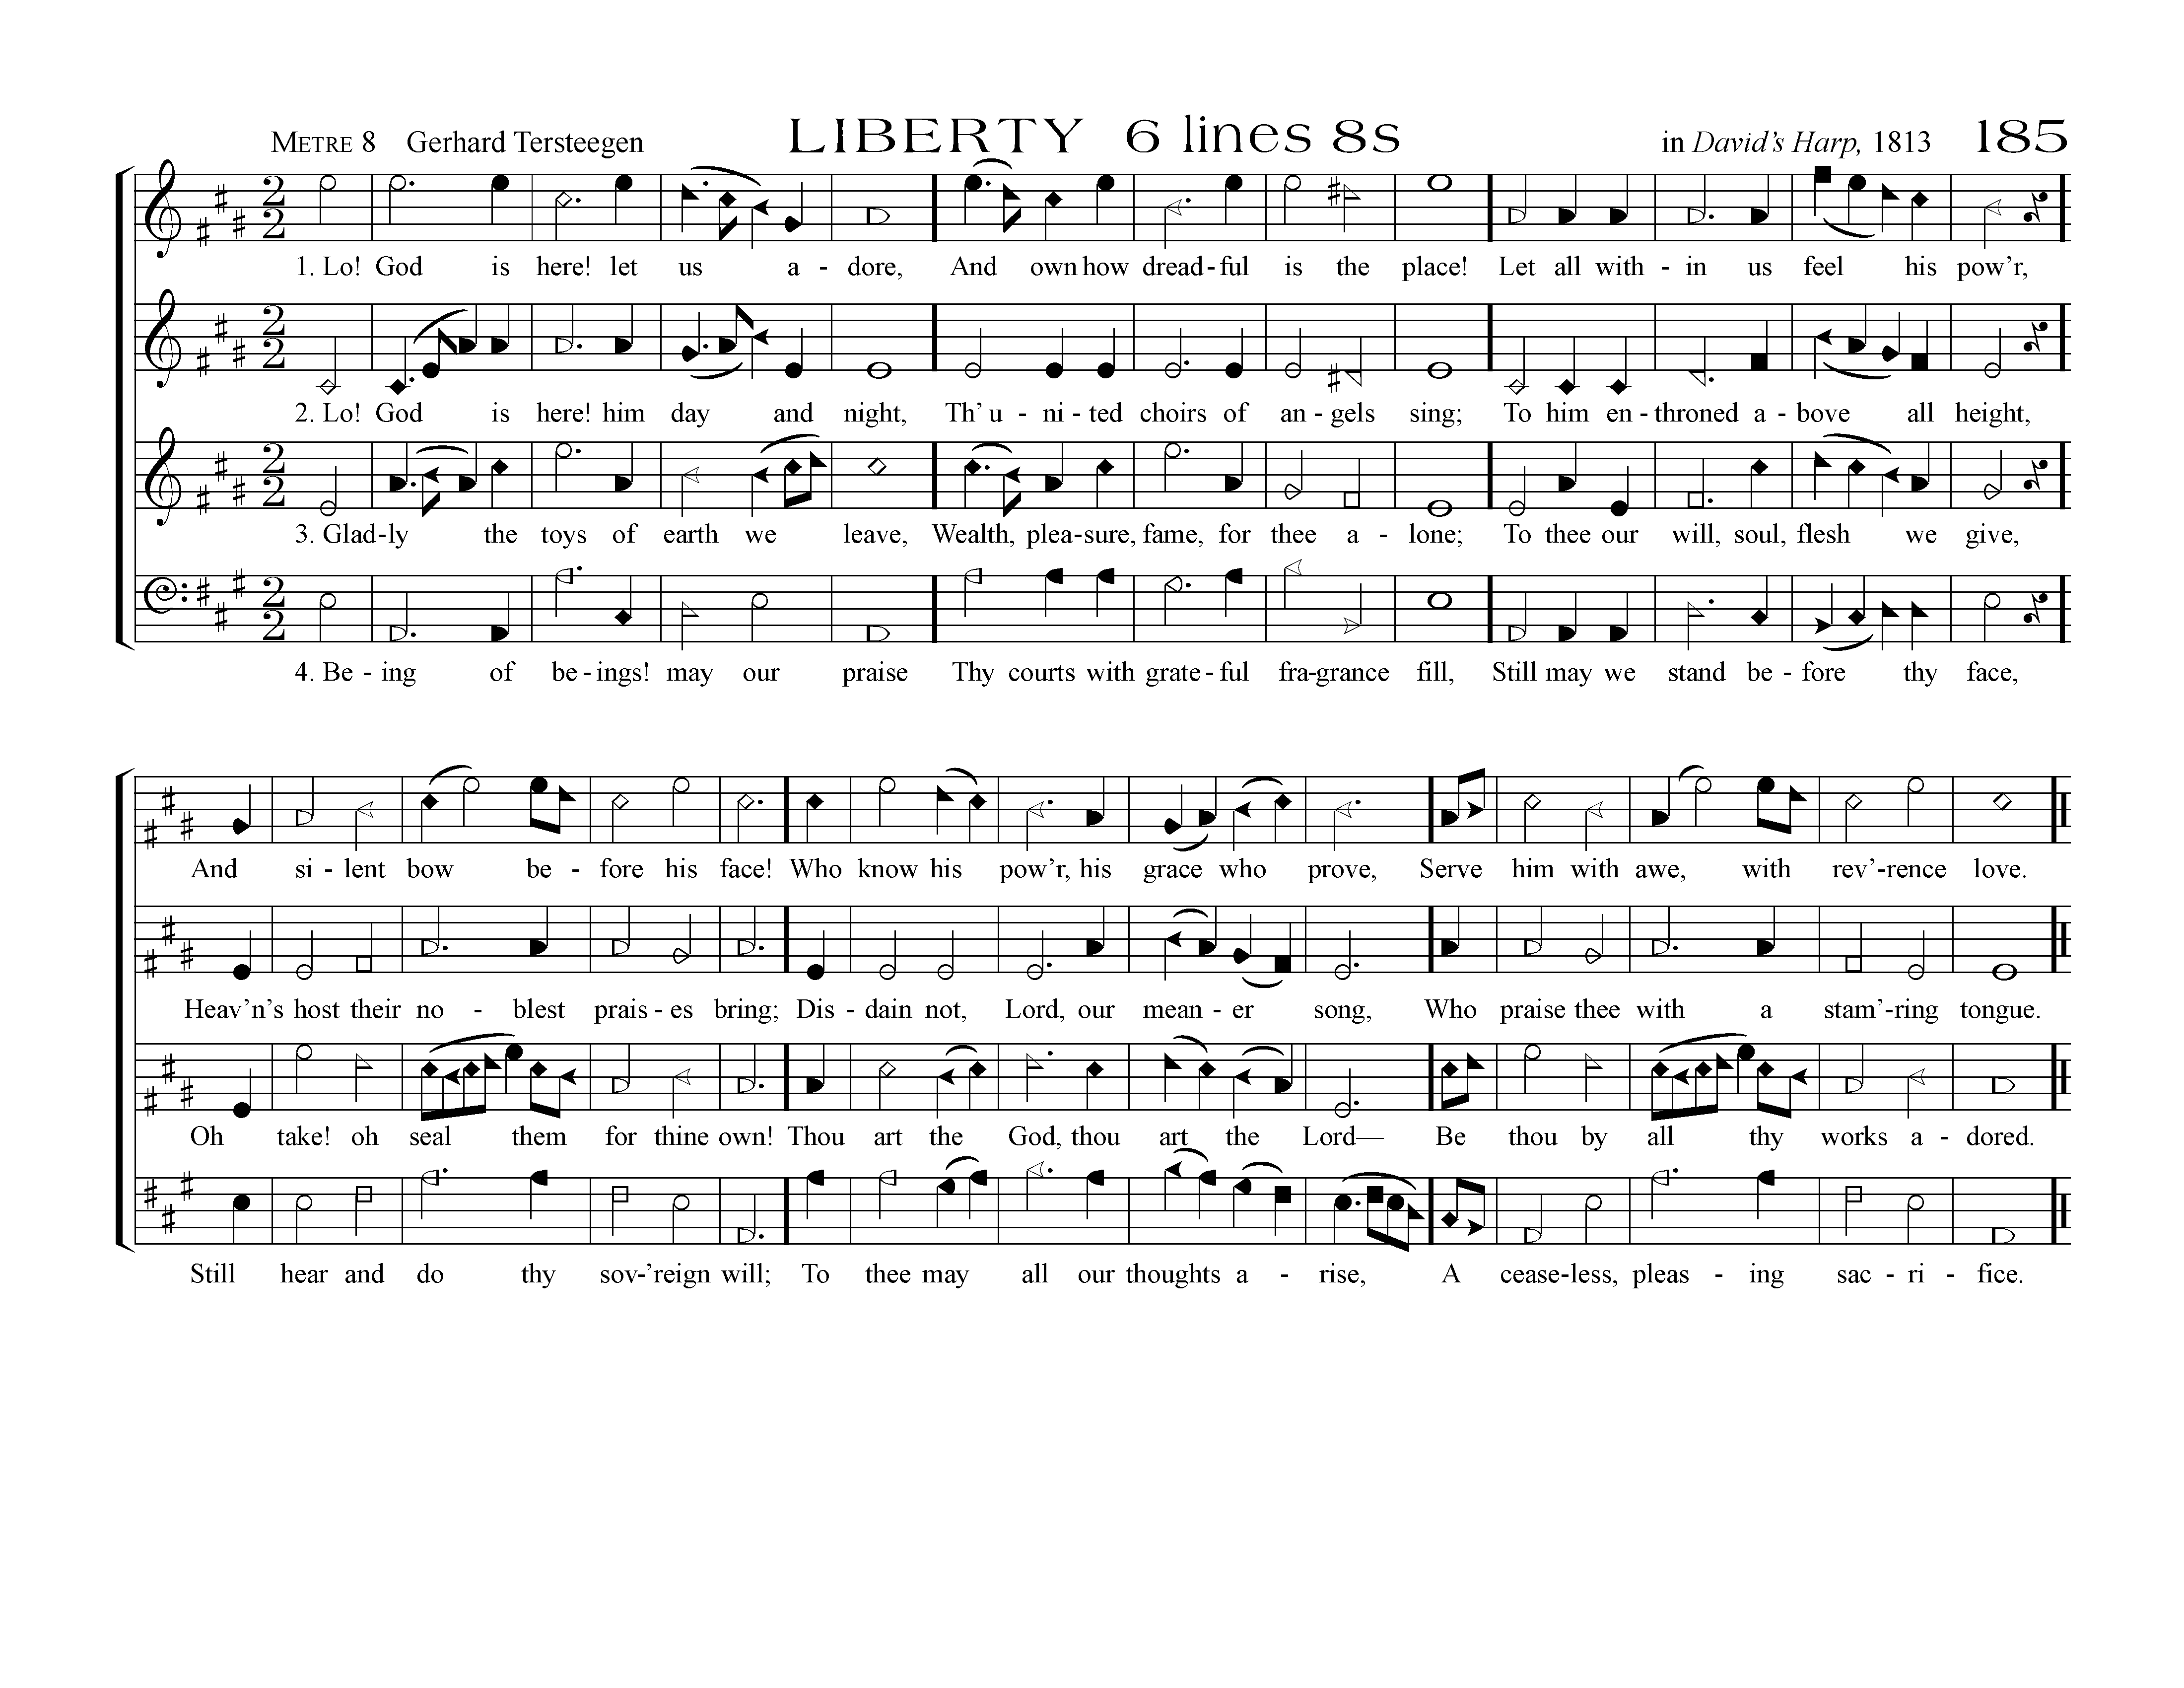 METRE 8 Gerhard Tersteegen LIBERTY 6 lines 8s in David’s Harp, 1813 185
1. Lo! God is here! let us a - dore, And own how dread - ful is the place! Let all with - in us feel his pow’r,
2. Lo! God is here! him day and night, Th’ u - ni - ted choirs of an - gels sing; To him en - throned a - bove all height,
3. Glad - ly the toys of earth we leave, Wealth, plea - sure, fame, for thee a - lone; To thee our will, soul, flesh we give,
4. Be - ing of be - ings! may our praise Thy courts with grate - ful fra - grance fill, Still may we stand be - fore thy face,
And si - lent bow be - fore his face! Who know his pow’r, his grace who prove, Serve him with awe, with rev’ - rence love.
Heav’n’s host their no - blest prais - es bring; Dis - dain not, Lord, our mean - er song, Who praise thee with a stam’ - ring tongue.
Oh take! oh seal them for thine own! Thou art the God, thou art the Lord— Be thou by all thy works a - dored.
Still hear and do thy sov - ’reign will; To thee may all our thoughts a - rise, A cease - less, pleas - ing sac - ri - fice.